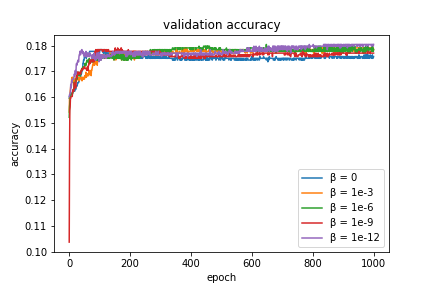 validation accuracy
accuracy
0.18
0.17
0.16
0.15
0.14
0.13
0.12
0.11
0.10
β = 0
β = 1e-3
β = 1e-6
β = 1e-9
β = 1e-12
0 200 400 600 800 1000
epoch